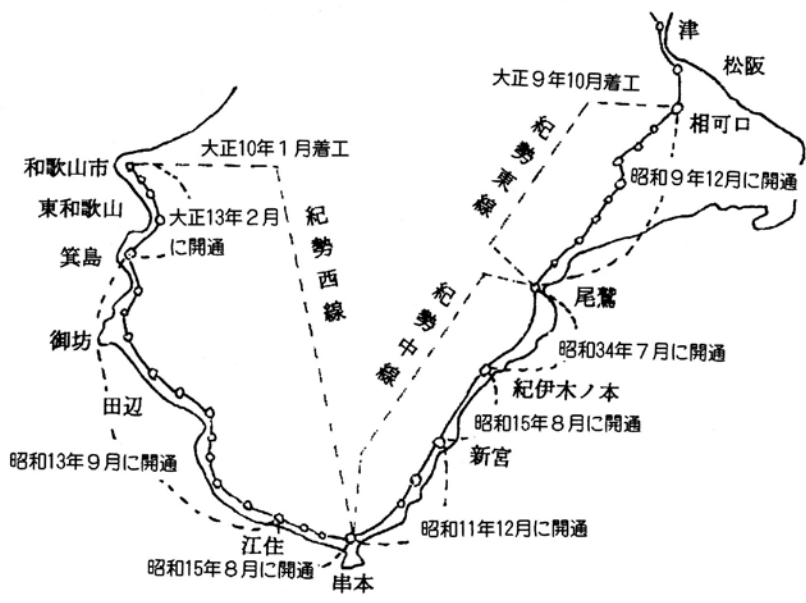 津
松阪
大正9年10月着工
相可口
紀勢東線
昭和9年12月に開通
大正10年1月着工
和歌山市
東和歌山
大正13年2月
に開通
箕島
紀勢西線
尾鷲
紀勢中線
御坊
昭和34年7月に開通
紀伊木ノ本
田辺
昭和15年8月に開通
新宮
昭和13年9月に開通
昭和11年12月に開通
江住
昭和15年8月に開通
串本